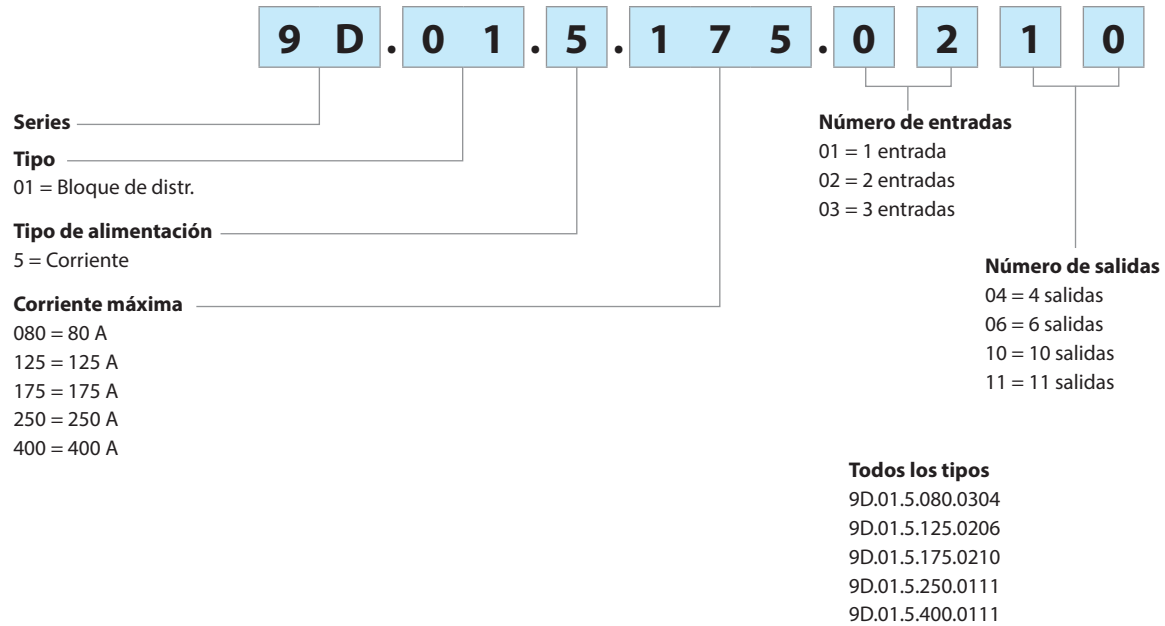 9 D . 0 1 . 5 . 1 7 5 . 0 2 1 0
Series
Tipo
01 = Bloque de distr.
Tipo de alimentación
5 = Corriente
Corriente máxima
080 = 80 A
125 = 125 A
175 = 175 A
250 = 250 A
400 = 400 A
Número de entradas
01 = 1 entrada
02 = 2 entradas
03 = 3 entradas
Número de salidas
04 = 4 salidas
06 = 6 salidas
10 = 10 salidas
11 = 11 salidas
Todos los tipos
9D.01.5.080.0304
9D.01.5.125.0206
9D.01.5.175.0210
9D.01.5.250.0111
9D.01.5.400.0111